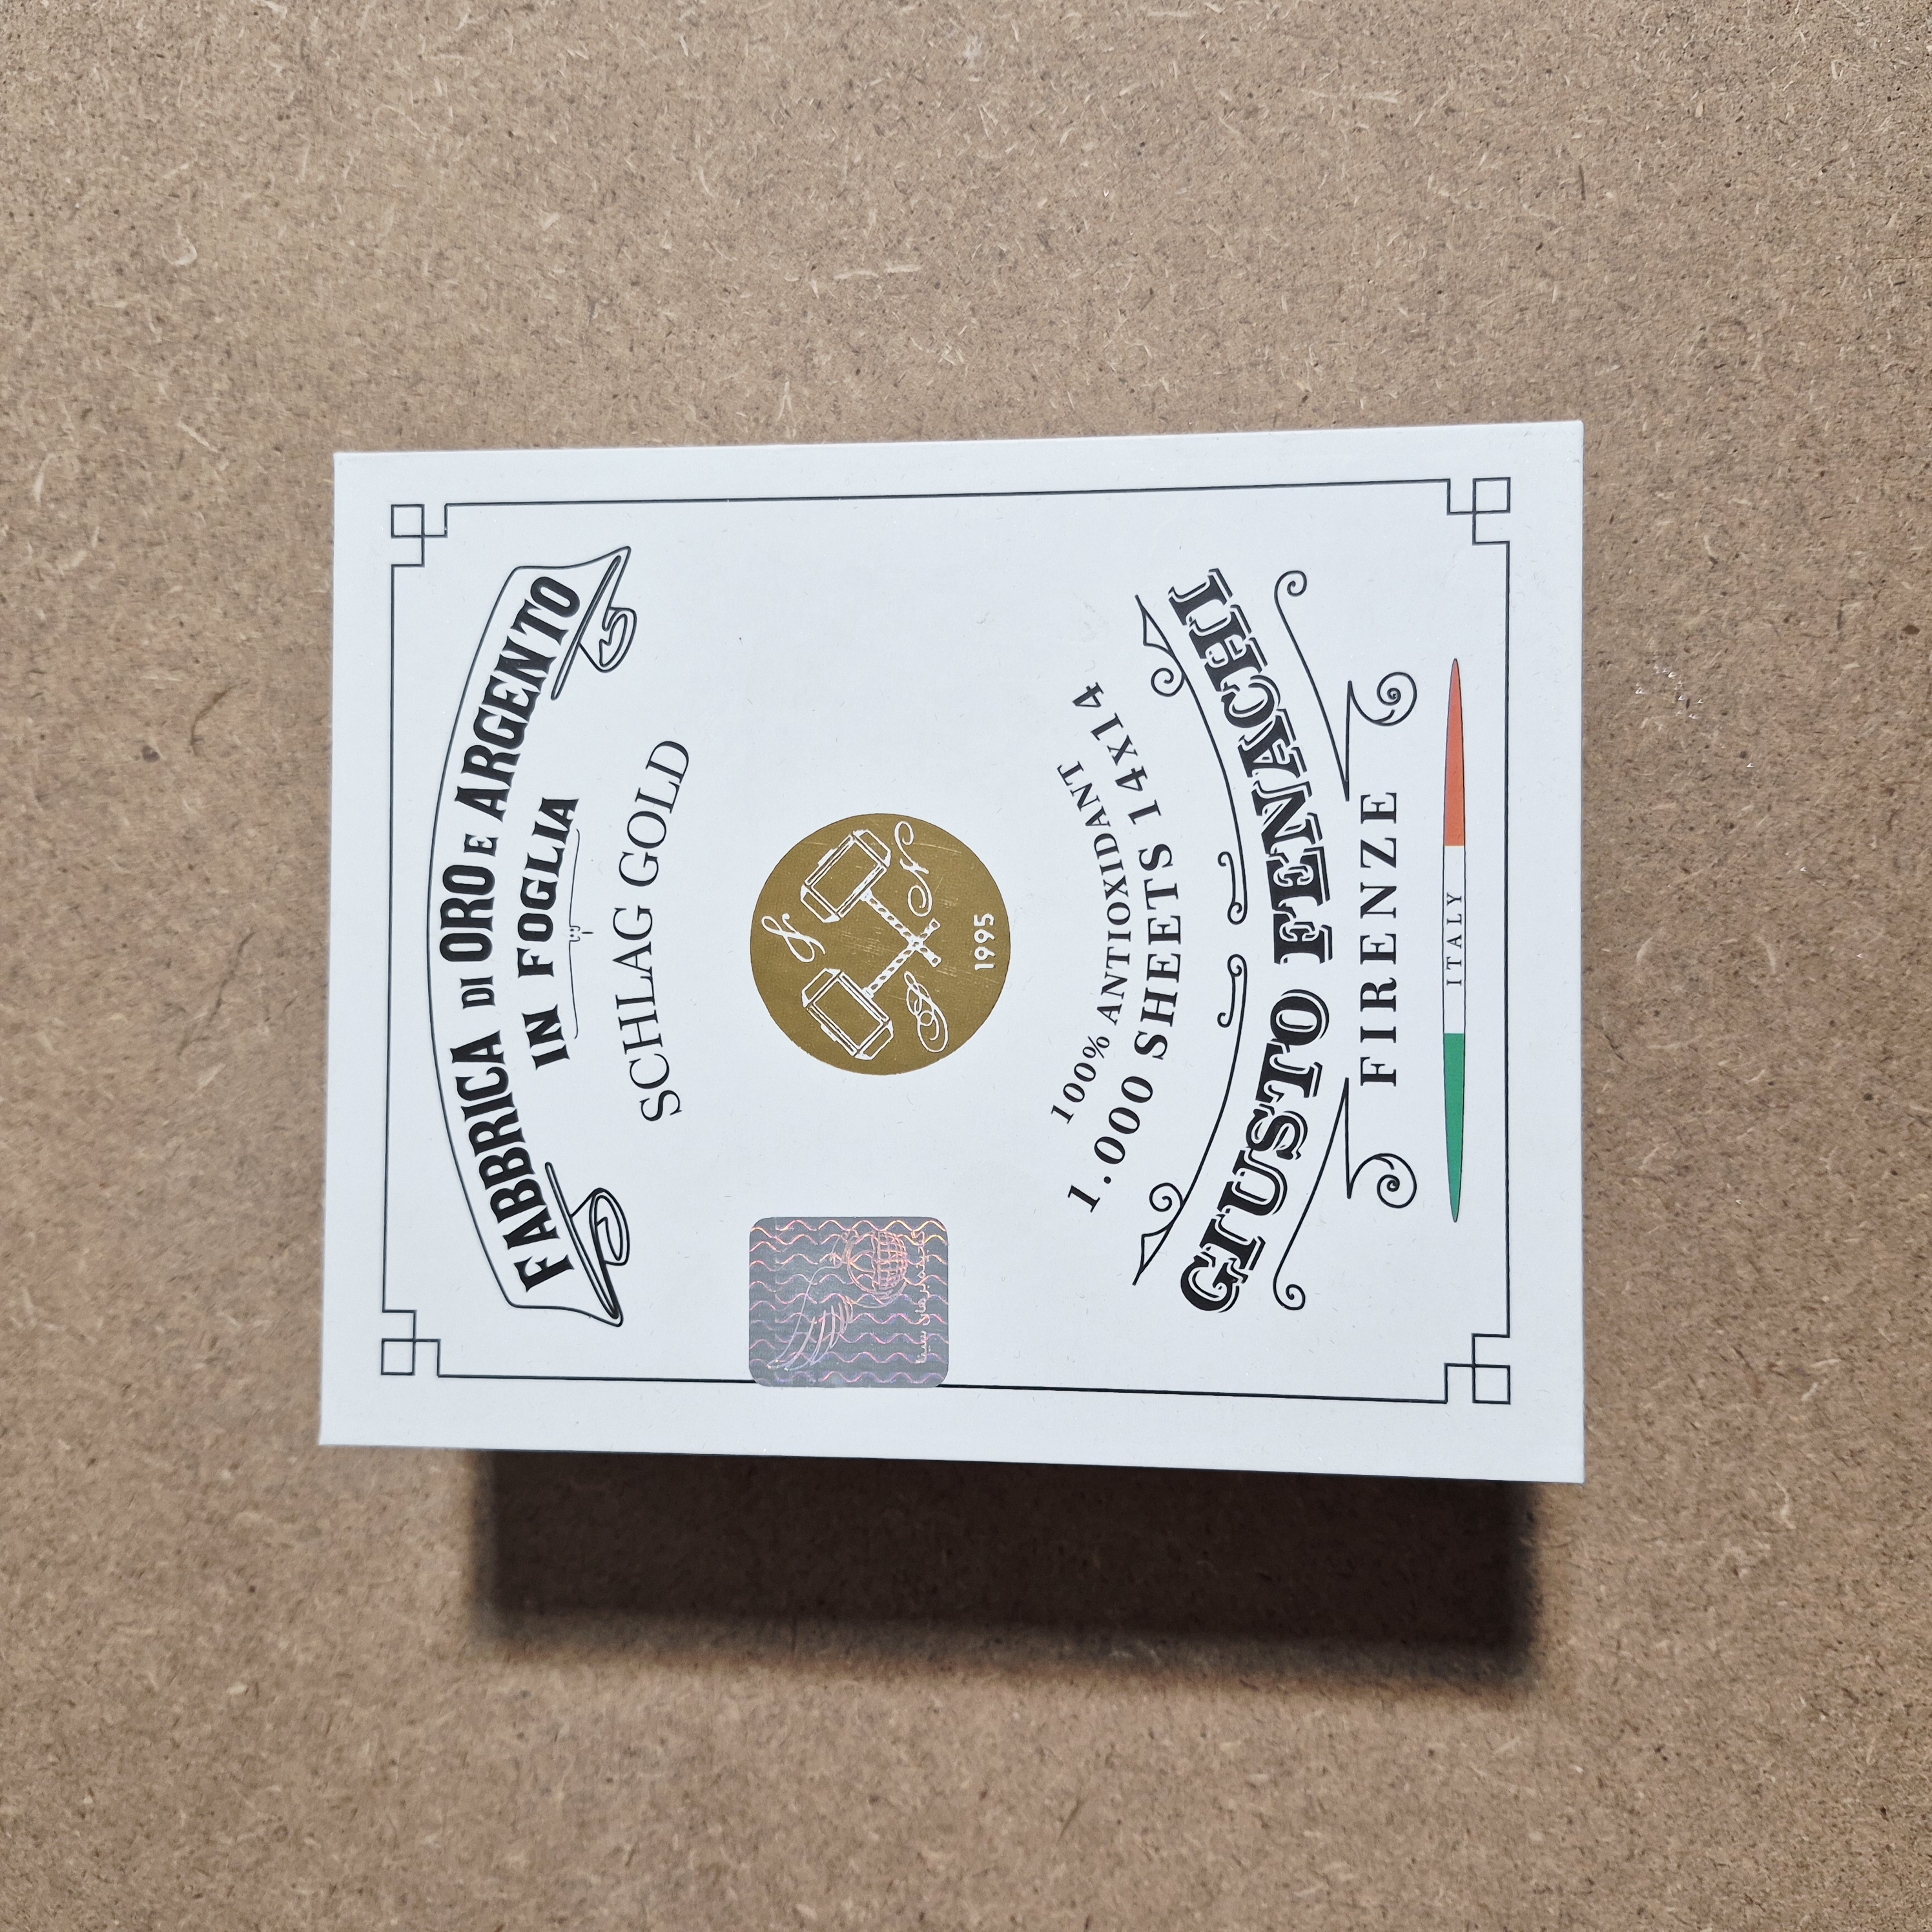 FABBRICA DI ORO E ARGENTO
IN FOGLIA
SCHLAG GOLD
&
1995
100% ANTIOXIDANT
1.000 SHEETS 14X14
GIUSTO FENACHI
FIRENZE
ITALY